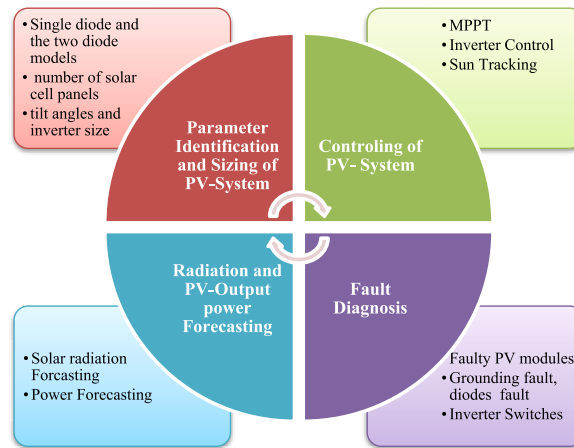 • Single diode and
the two diode
models
• number of solar
cell panels
• tilt angles and
inverter size
• MPPT
• Inverter Control
• Sun Tracking
Parameter
Identification
and Sizing of
PV-System
Controling of
PV- System
Radiation and
PV-Output
power
Forecasting
Fault
Diagnosis
• Solar radiation
Forcasting
• Power Forecasting
Faulty PV modules
• Grounding fault,
diodes fault
• Inverter Switches